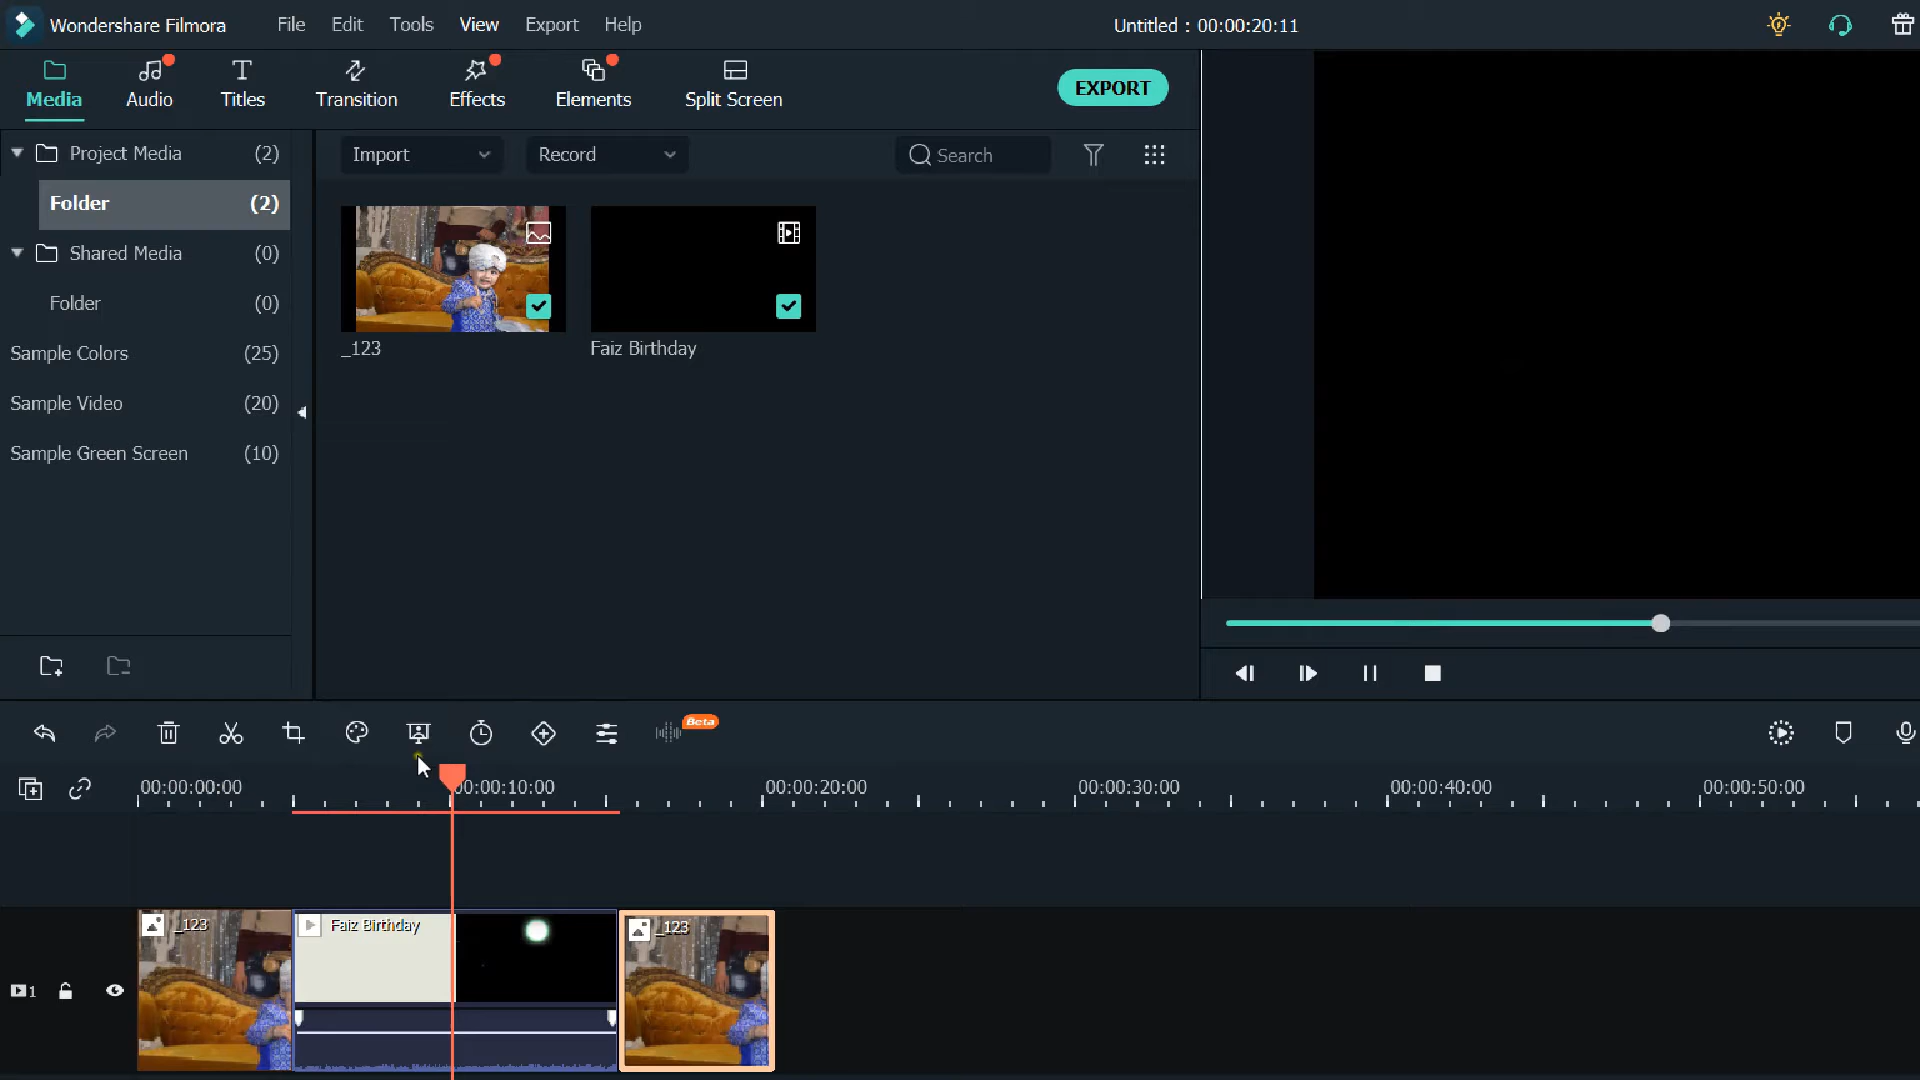 Wondershare Filmora File Edit Tools View Export Help Untitled : 00:00:20:11
Media Audio Titles Transition Effects Elements Split Screen EXPORT
Project Media (2)
Folder (2)
Shared Media (0)
Folder (0)
Sample Colors (25)
Sample Video (20)
Sample Green Screen (10)
Import Record Search
_123 Faiz Birthday
Beta
00:00:00:00 00:00:10:00 00:00:20:00 00:00:30:00 00:00:40:00 00:00:50:00
_123 Faiz Birthday _123
1